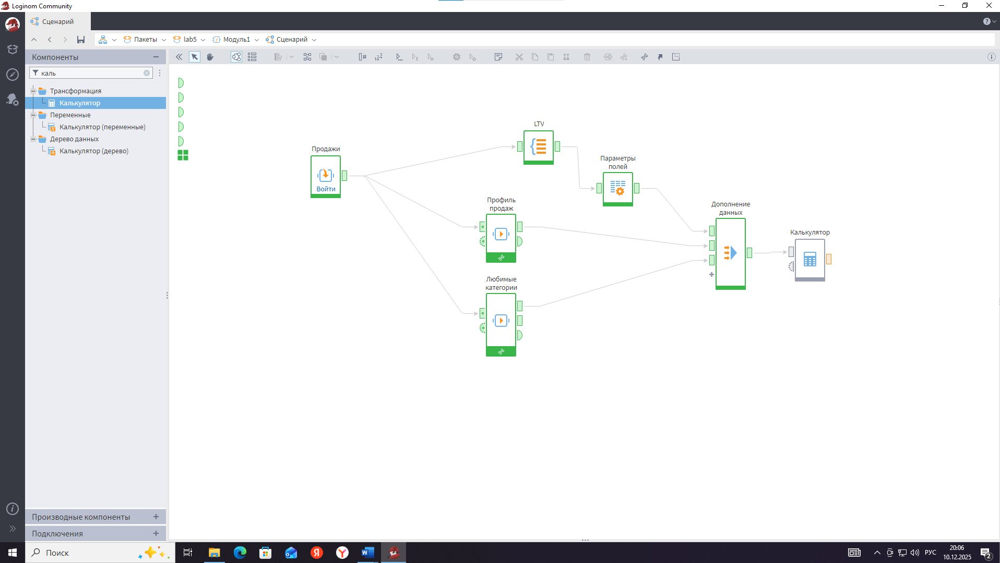 Loginom Community
Сценарий
?
Пакеты
lab5
Модуль1
Сценарий
Компоненты
каль
Трансформация
Калькулятор
Переменные
Калькулятор (переменные)
Дерево данных
Калькулятор (дерево)
LTV
Продажи
Войти
Параметры
полей
Профиль
продаж
Дополнение
данных
Калькулятор
Любимые
категории
Производные компоненты
Подключения
Поиск
РУС
20:06
10.12.2025
2